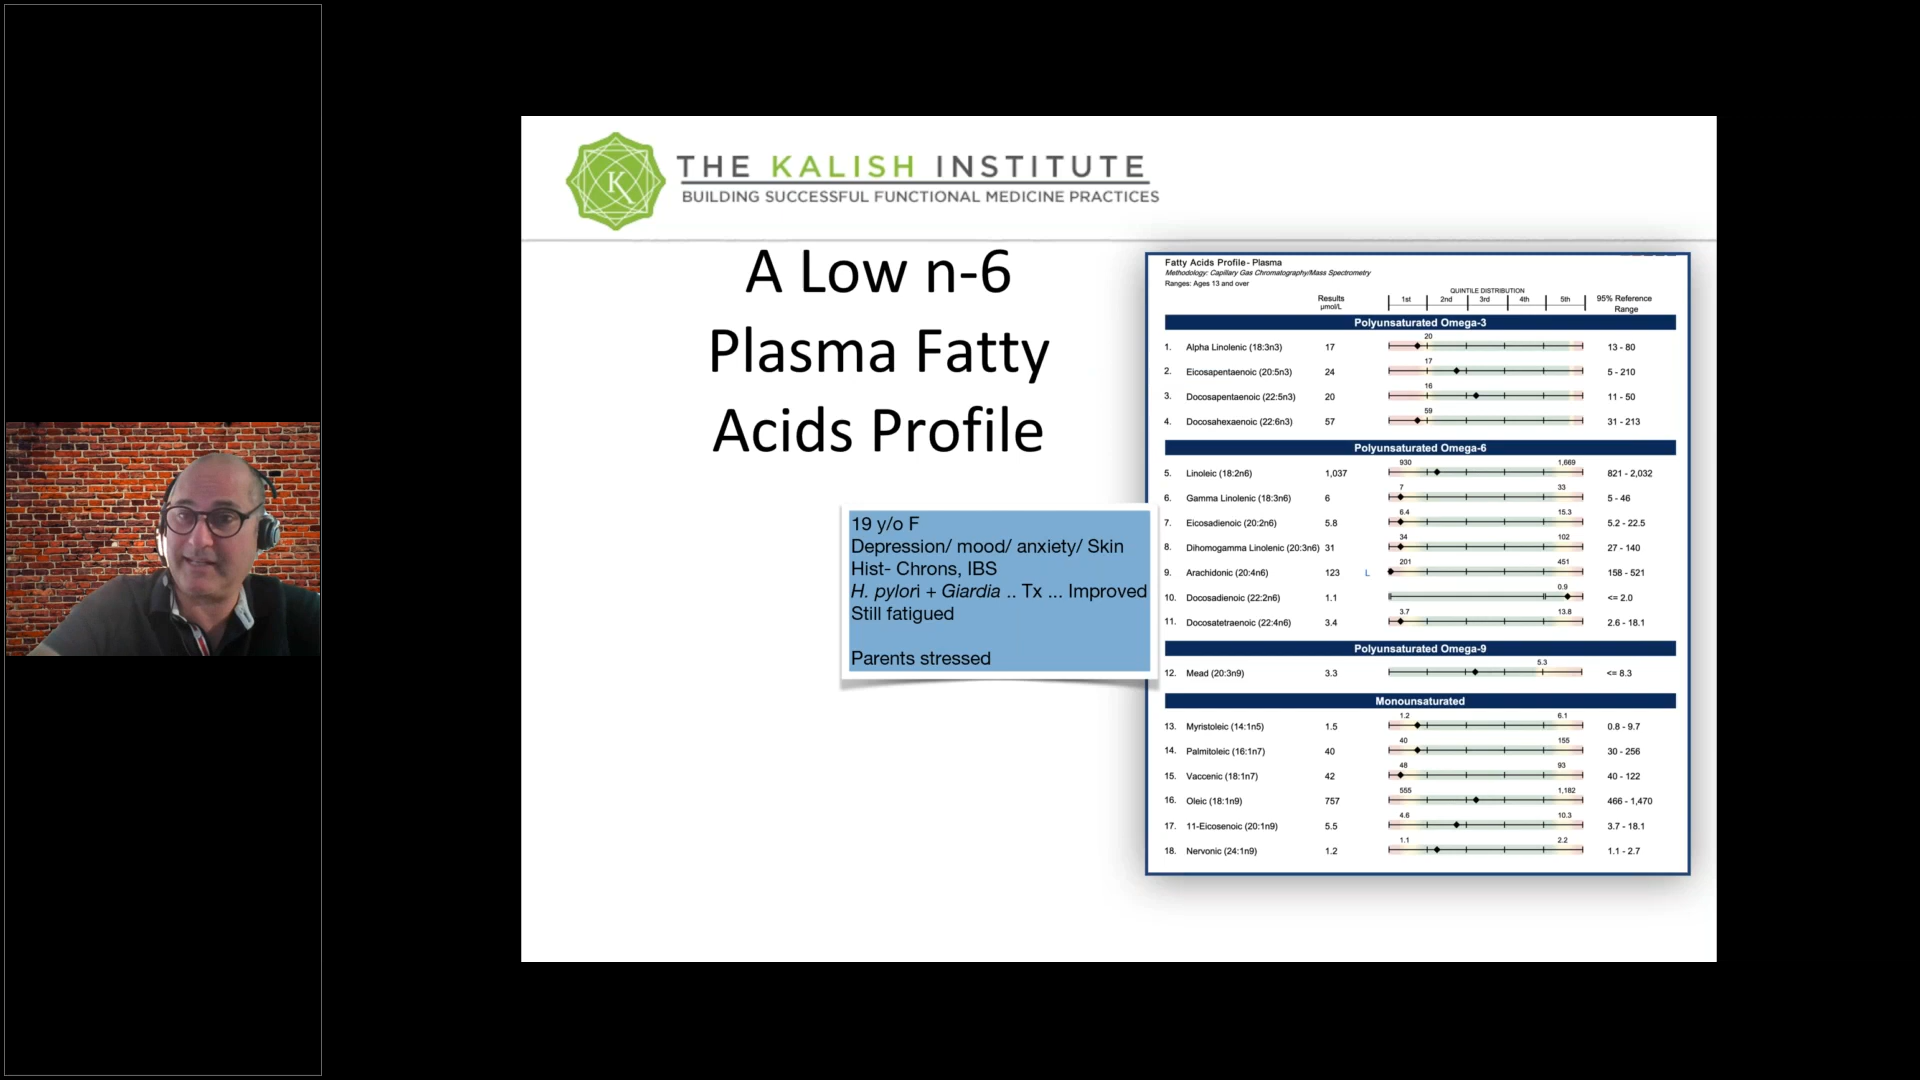 THE KALISH INSTITUTE
BUILDING SUCCESSFUL FUNCTIONAL MEDICINE PRACTICES
A Low n-6
Plasma Fatty
Acids Profile
19 y/o F
Depression/ mood/ anxiety/ Skin
Hist- Chrons, IBS
H. pylori + Giardia .. Tx ... Improved
Still fatigued
Parents stressed
Fatty Acids Profile - Plasma
Methodology: Capillary Gas Chromatography/Mass Spectrometry
Ranges: Ages 13 and over
QUINTILE DISTRIBUTION
Results 1st 2nd 3rd 4th 5th 95% Reference
µmol/L Range
Polyunsaturated Omega-3
20
1. Alpha Linolenic (18:3n3) 17 13 - 80
17
2. Eicosapentaenoic (20:5n3) 24 5 - 210
16
3. Docosapentaenoic (22:5n3) 20 11 - 50
59
4. Docosahexaenoic (22:6n3) 57 31 - 213
Polyunsaturated Omega-6
930 1,669
5. Linoleic (18:2n6) 1,037 821 - 2,032
7 33
6. Gamma Linolenic (18:3n6) 6 5 - 46
6.4 15.3
7. Eicosadienoic (20:2n6) 5.8 5.2 - 22.5
34 102
8. Dihomogamma Linolenic (20:3n6) 31 27 - 140
201 451
9. Arachidonic (20:4n6) 123 L 158 - 521
0.9
10. Docosadienoic (22:2n6) 1.1 <= 2.0
3.7 13.8
11. Docosatetraenoic (22:4n6) 3.4 2.6 - 18.1
Polyunsaturated Omega-9
5.3
12. Mead (20:3n9) 3.3 <= 8.3
Monounsaturated
1.2 6.1
13. Myristoleic (14:1n5) 1.5 0.8 - 9.7
40 155
14. Palmitoleic (16:1n7) 40 30 - 256
48 93
15. Vaccenic (18:1n7) 42 40 - 122
555 1,182
16. Oleic (18:1n9) 757 466 - 1,470
4.6 10.3
17. 11-Eicosenoic (20:1n9) 5.5 3.7 - 18.1
1.1 2.2
18. Nervonic (24:1n9) 1.2 1.1 - 2.7